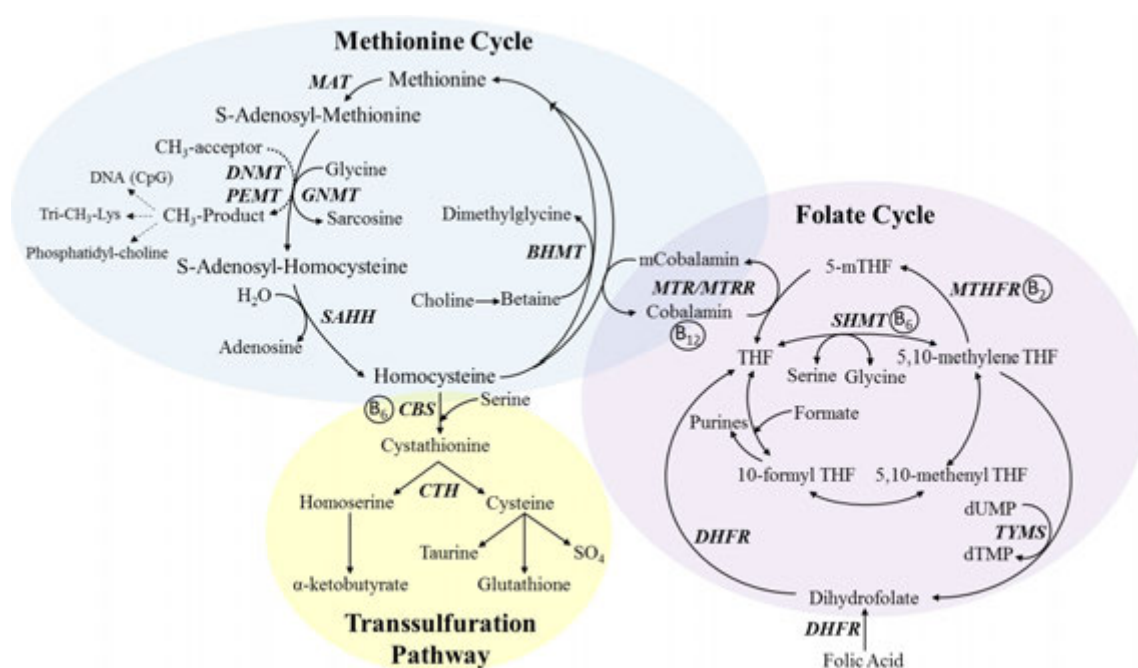 Methionine Cycle
MAT
Methionine
S-Adenosyl-Methionine
CH₃-acceptor
DNMT
Glycine
DNA (CpG)
PEMT
GNMT
Tri-CH₃-Lys
CH₃-Product
Sarcosine
Phosphatidyl-choline
S-Adenosyl-Homocysteine
H₂O
SAHH
Adenosine
Dimethylglycine
BHMT
Choline
Betaine
Homocysteine
mCobalamin
MTR/MTRR
Cobalamin
B₁₂
Folate Cycle
5-mTHF
MTHFR B₂
SHMT B₆
THF
5,10-methylene THF
Serine
Glycine
Purines
Formate
10-formyl THF
5,10-methenyl THF
dUMP
TYMS
dTMP
DHFR
Dihydrofolate
DHFR
Folic Acid
B₆ CBS
Serine
Cystathionine
CTH
Homoserine
Cysteine
Taurine
SO₄
α-ketobutyrate
Glutathione
Transsulfuration
Pathway